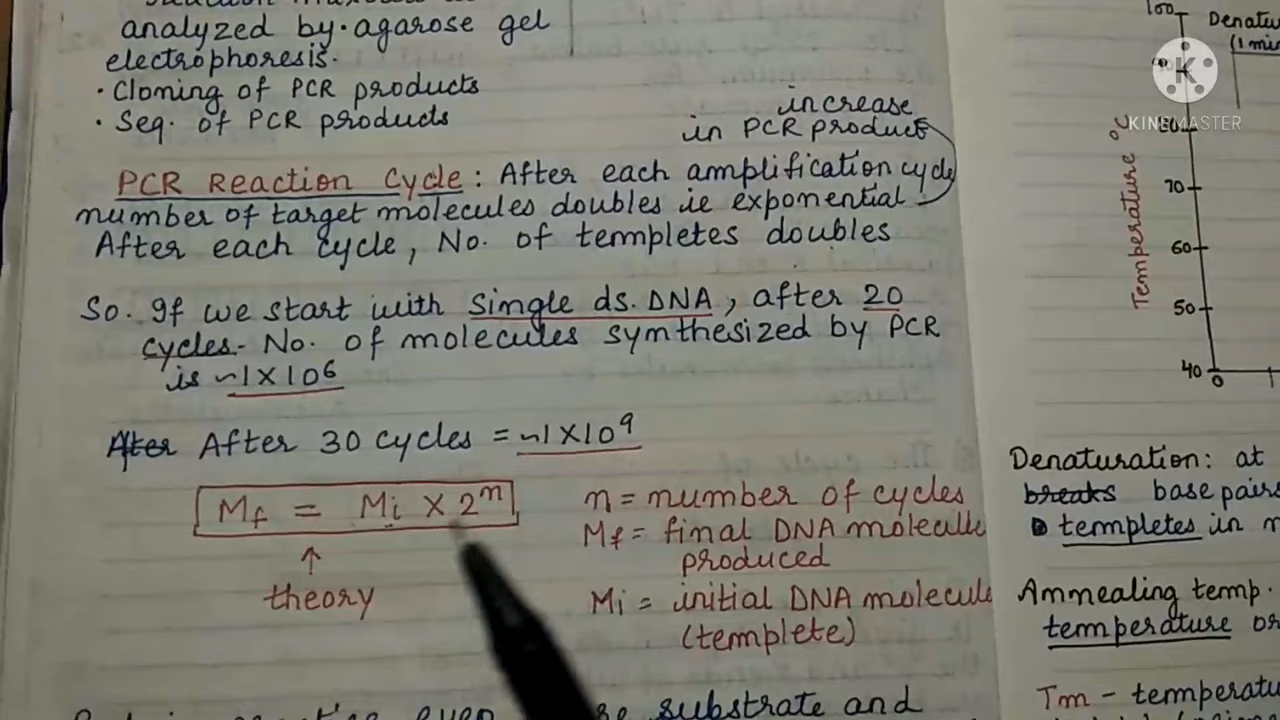 analyzed by agarose gel
electrophoresis.
• Cloning of PCR products
• Seq. of PCR products
increase
in PCR product
PCR Reaction Cycle : After each amplification cycle
number of target molecules doubles ie exponential
After each cycle, No. of templetes doubles
So. If we start with Single ds. DNA, after 20
cycles- No. of molecules synthesized by PCR
is ~1X10⁶
After After 30 cycles = ~1X10⁹
Mf = Mi X 2ⁿ
↑
theory
n = number of cycles
Mf = final DNA molecule
produced
Mi = initial DNA molecule
(templete)
substrate and
100
Denatu
(1 min
K
KINEMASTER
80
70
60
50
40
0
Temperature °C
Denaturation: at
breaks base pairs
templetes in
Annealing temp.
temperature or
Tm - temperatu